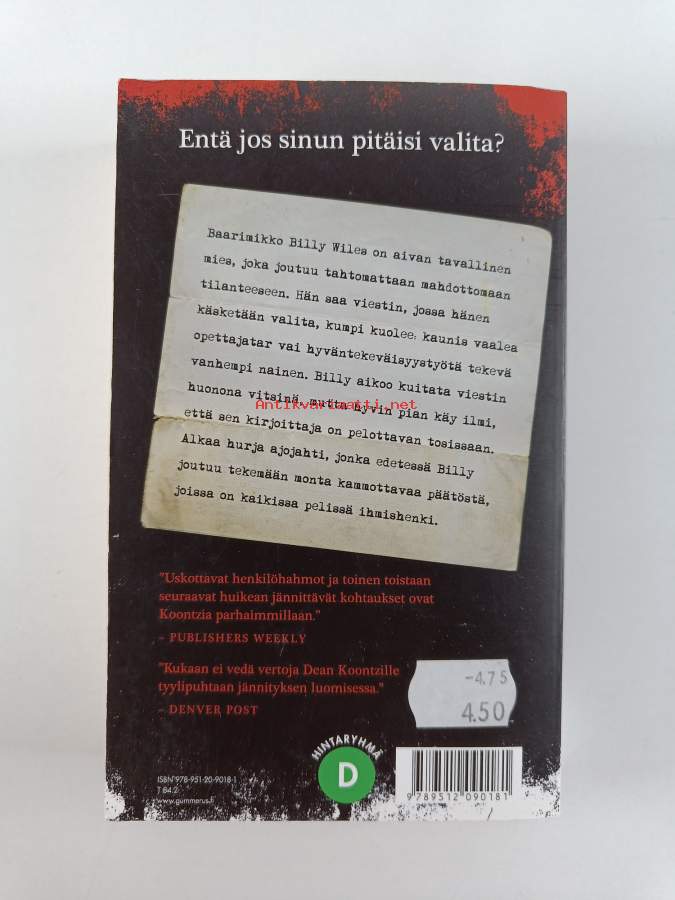 Entä jos sinun pitäisi valita?
Baarimikko Billy Wiles on aivan tavallinen
mies, joka joutuu tahtomattaan mahdottomaan
tilanteeseen. Hän saa viestin, jossa hänen
käsketään valita, kumpi kuolee: kaunis vaalea
opettajatar vai hyväntekeväisyystyötä tekevä
vanhempi nainen. Billy aikoo kuitata viestin
huonona vitsinä, mutta hyvin pian käy ilmi,
Antikvariaatti.net
että sen kirjoittaja on pelottavan tosissaan.
Alkaa hurja ajojahti, jonka edetessä Billy
joutuu tekemään monta kammottavaa päätöstä,
joissa on kaikissa pelissä ihmishenki.
"Uskottavat henkilöhahmot ja toinen toistaan
seuraavat huikean jännittävät kohtaukset ovat
Koontzia parhaimmillaan."
– PUBLISHERS WEEKLY
"Kukaan ei vedä vertoja Dean Koontzille
tyylipuhtaan jännityksen luomisessa."
– DENVER POST
-4.75
4.50
HINTARYHMÄ
D
ISBN 978-951-20-9018-1
T 84.2
www.gummerus.fi
9789512090181